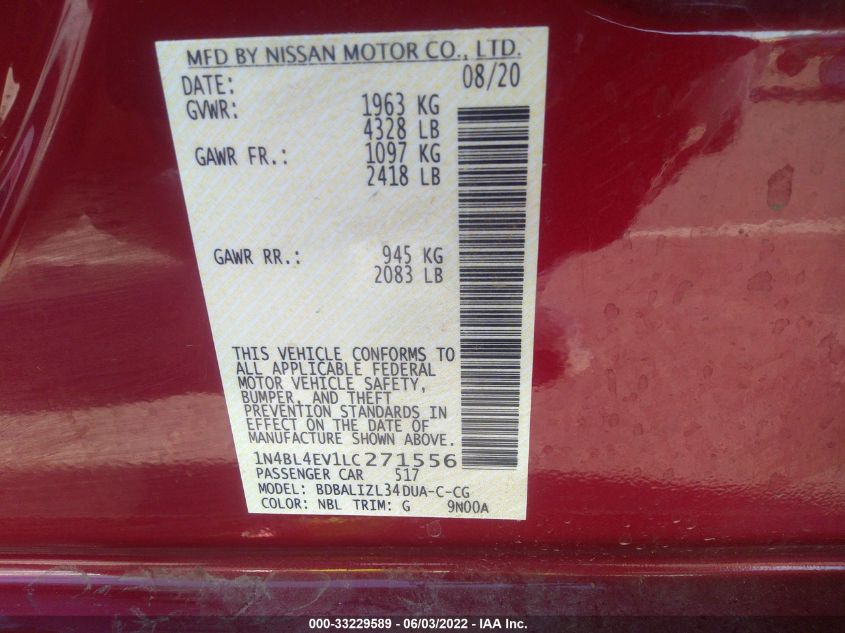 MFD BY NISSAN MOTOR CO., LTD.
DATE: 08/20
GVWR: 1963 KG
4328 LB
GAWR FR.: 1097 KG
2418 LB
GAWR RR.: 945 KG
2083 LB
THIS VEHICLE CONFORMS TO
ALL APPLICABLE FEDERAL
MOTOR VEHICLE SAFETY,
BUMPER, AND THEFT
PREVENTION STANDARDS IN
EFFECT ON THE DATE OF
MANUFACTURE SHOWN ABOVE.
1N4BL4EV1LC271556
PASSENGER CAR 517
MODEL: BDBALIZL34DUA-C-CG
COLOR: NBL TRIM: G 9N00A
000-33229589 - 06/03/2022 - IAA Inc.